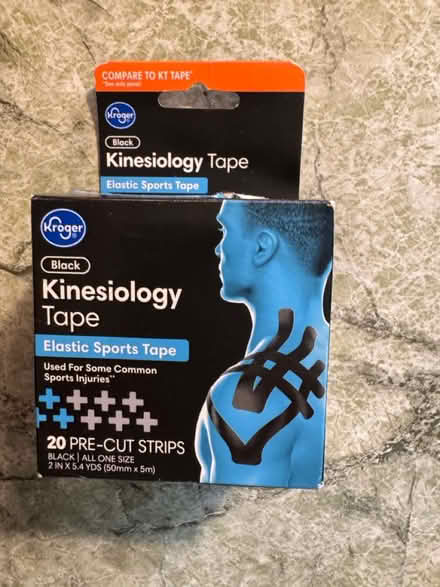 COMPARE TO KT TAPE*
*See side panel
Kroger®
Black
Kinesiology Tape
Elastic Sports Tape
Kroger®
Black
Kinesiology
Tape
Elastic Sports Tape
Used For Some Common
Sports Injuries**
20 PRE-CUT STRIPS
BLACK | ALL ONE SIZE
2 IN X 5.4 YDS (50mm x 5m)